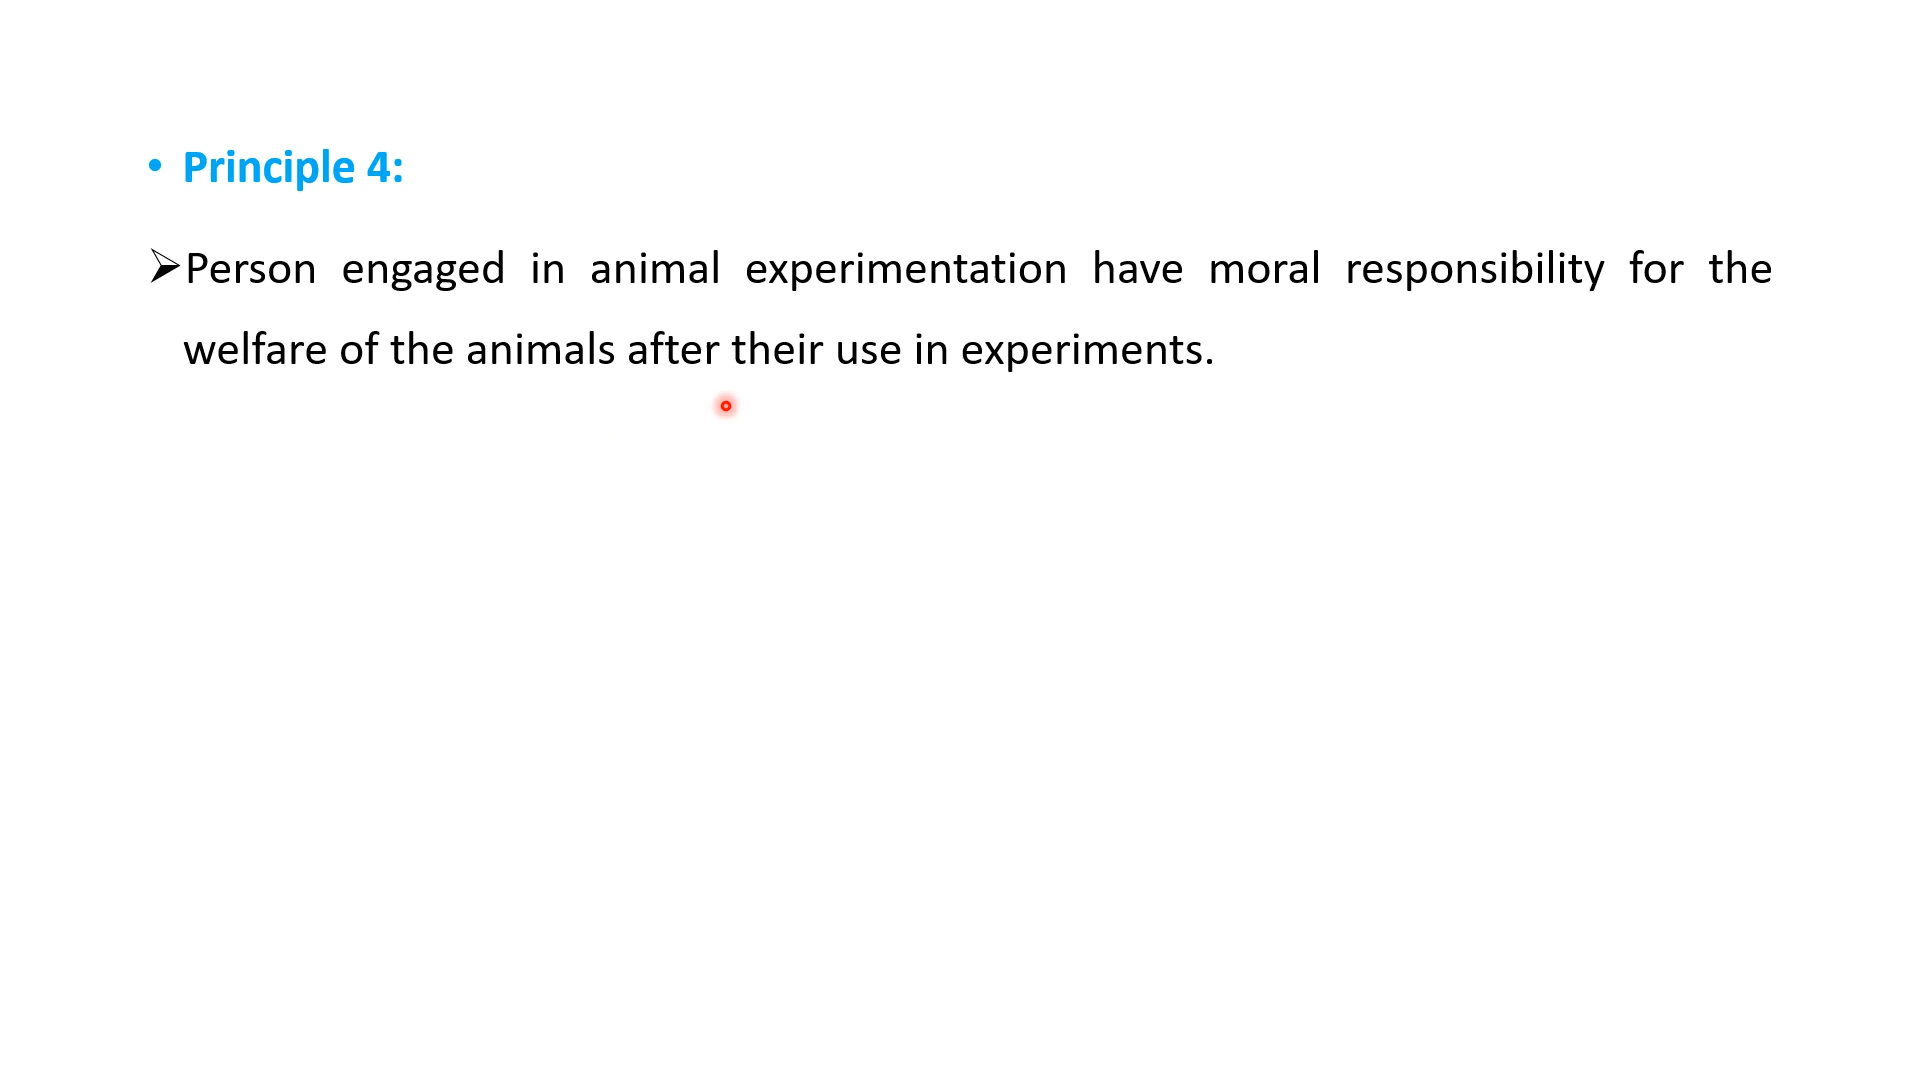 • Principle 4:
➢Person engaged in animal experimentation have moral responsibility for the
welfare of the animals after their use in experiments.